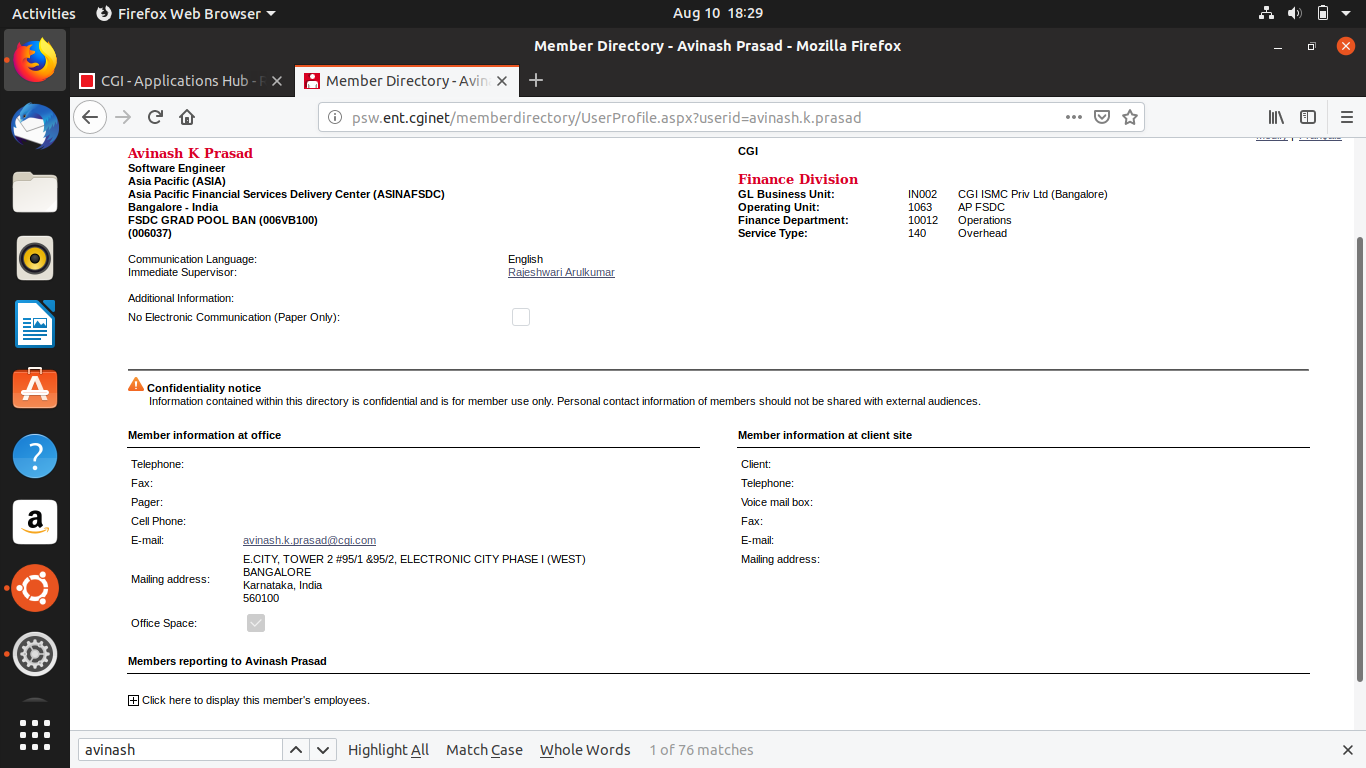 Activities
Firefox Web Browser
Aug 10 18:29
Member Directory - Avinash Prasad - Mozilla Firefox
CGI - Applications Hub -
Member Directory - Avin
psw.ent.cginet/memberdirectory/UserProfile.aspx?userid=avinash.k.prasad
Avinash K Prasad
Software Engineer
Asia Pacific (ASIA)
Asia Pacific Financial Services Delivery Center (ASINAFSDC)
Bangalore - India
FSDC GRAD POOL BAN (006VB100)
(006037)
CGI
Finance Division
GL Business Unit: IN002 CGI ISMC Priv Ltd (Bangalore)
Operating Unit: 1063 AP FSDC
Finance Department: 10012 Operations
Service Type: 140 Overhead
Communication Language: English
Immediate Supervisor: Rajeshwari Arulkumar
Additional Information:
No Electronic Communication (Paper Only):
Confidentiality notice
Information contained within this directory is confidential and is for member use only. Personal contact information of members should not be shared with external audiences.
Member information at office
Telephone:
Fax:
Pager:
Cell Phone:
E-mail: avinash.k.prasad@cgi.com
Mailing address: E.CITY, TOWER 2 #95/1 &95/2, ELECTRONIC CITY PHASE I (WEST)
BANGALORE
Karnataka, India
560100
Office Space:
Member information at client site
Client:
Telephone:
Voice mail box:
Fax:
E-mail:
Mailing address:
Members reporting to Avinash Prasad
Click here to display this member's employees.
avinash
Highlight All
Match Case
Whole Words
1 of 76 matches